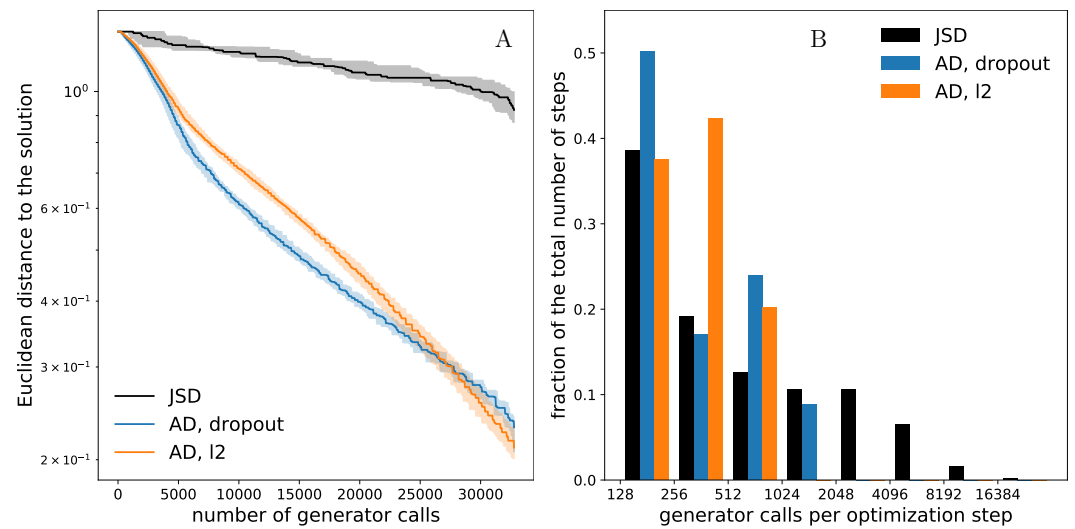 A
Euclidean distance to the solution
10⁰
6 × 10⁻¹
4 × 10⁻¹
3 × 10⁻¹
2 × 10⁻¹
JSD
AD, dropout
AD, l2
0 5000 10000 15000 20000 25000 30000
number of generator calls
B
fraction of the total number of steps
0.5
0.4
0.3
0.2
0.1
0.0
JSD
AD, dropout
AD, l2
128 256 512 1024 2048 4096 8192 16384
generator calls per optimization step